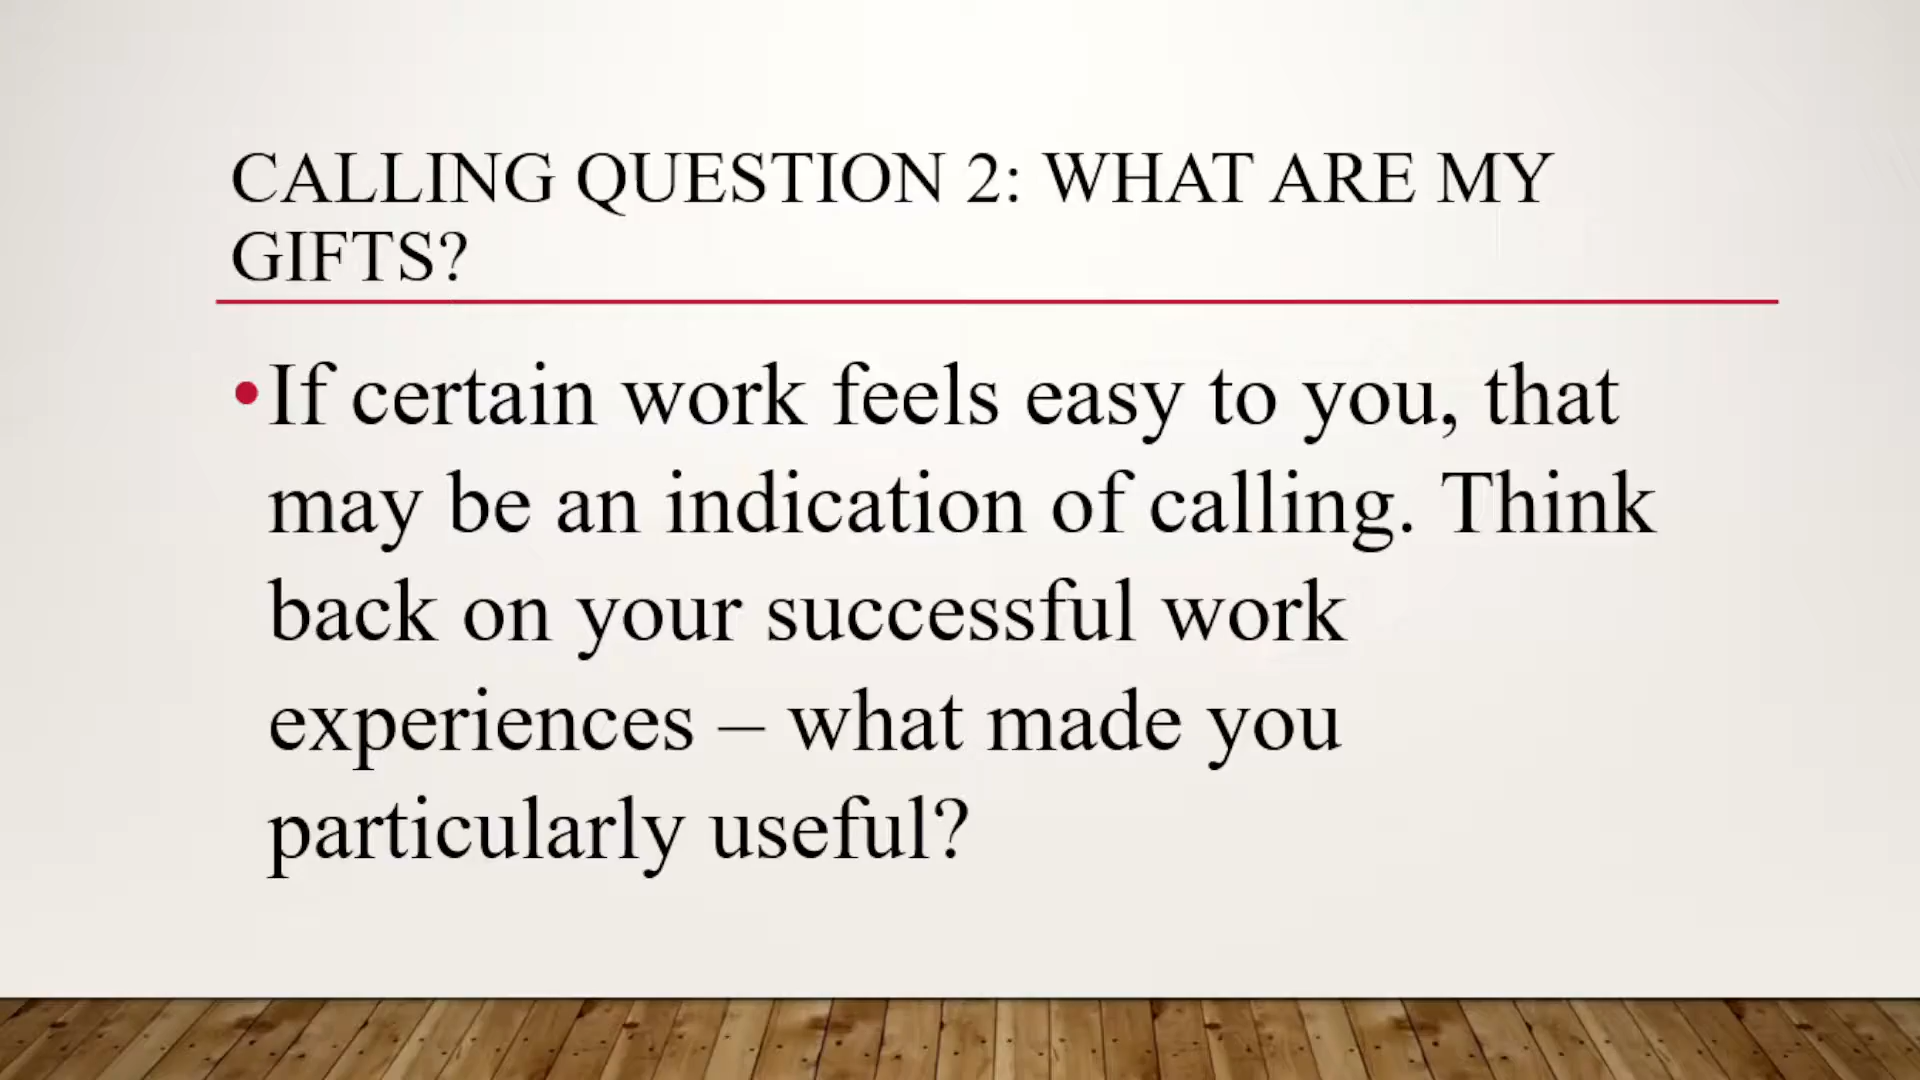 CALLING QUESTION 2: WHAT ARE MY
GIFTS?
•If certain work feels easy to you, that
may be an indication of calling. Think
back on your successful work
experiences – what made you
particularly useful?